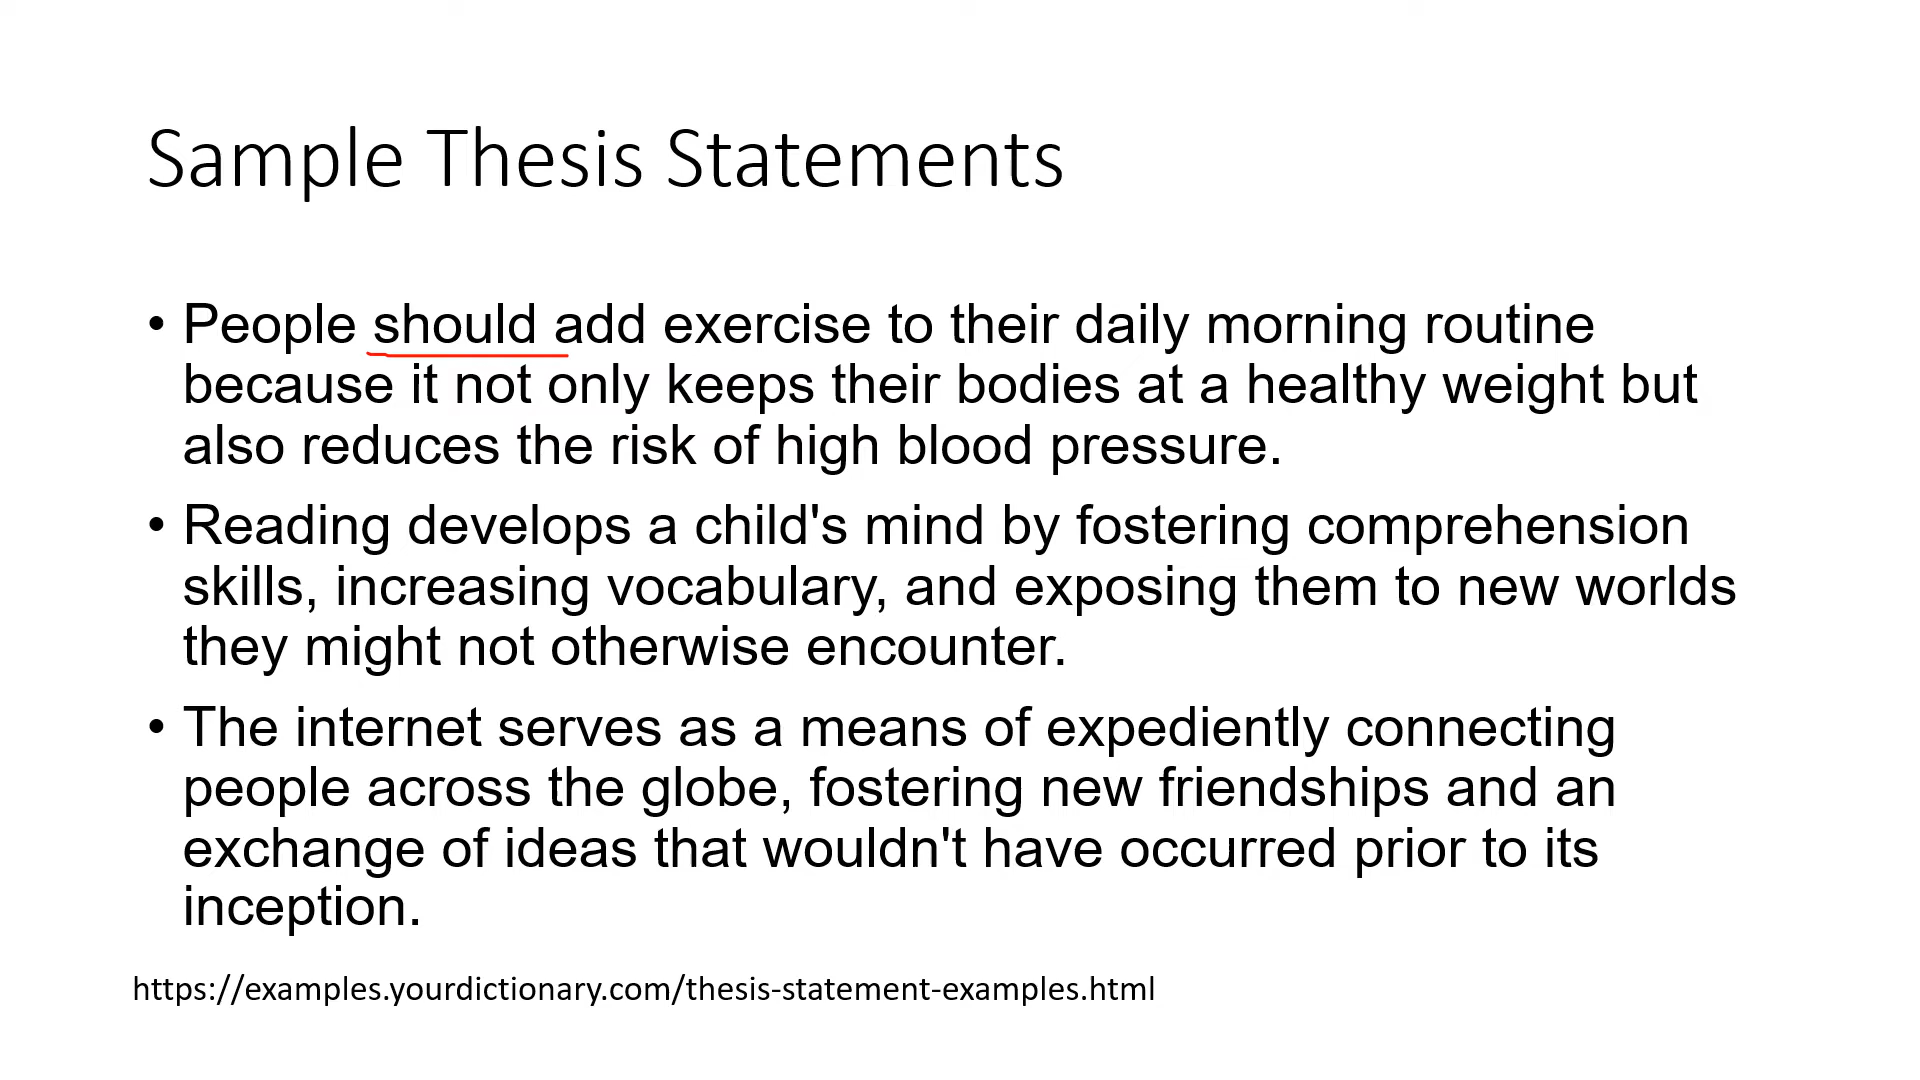 Sample Thesis Statements
• People should add exercise to their daily morning routine
because it not only keeps their bodies at a healthy weight but
also reduces the risk of high blood pressure.
• Reading develops a child's mind by fostering comprehension
skills, increasing vocabulary, and exposing them to new worlds
they might not otherwise encounter.
• The internet serves as a means of expediently connecting
people across the globe, fostering new friendships and an
exchange of ideas that wouldn't have occurred prior to its
inception.
https://examples.yourdictionary.com/thesis-statement-examples.html